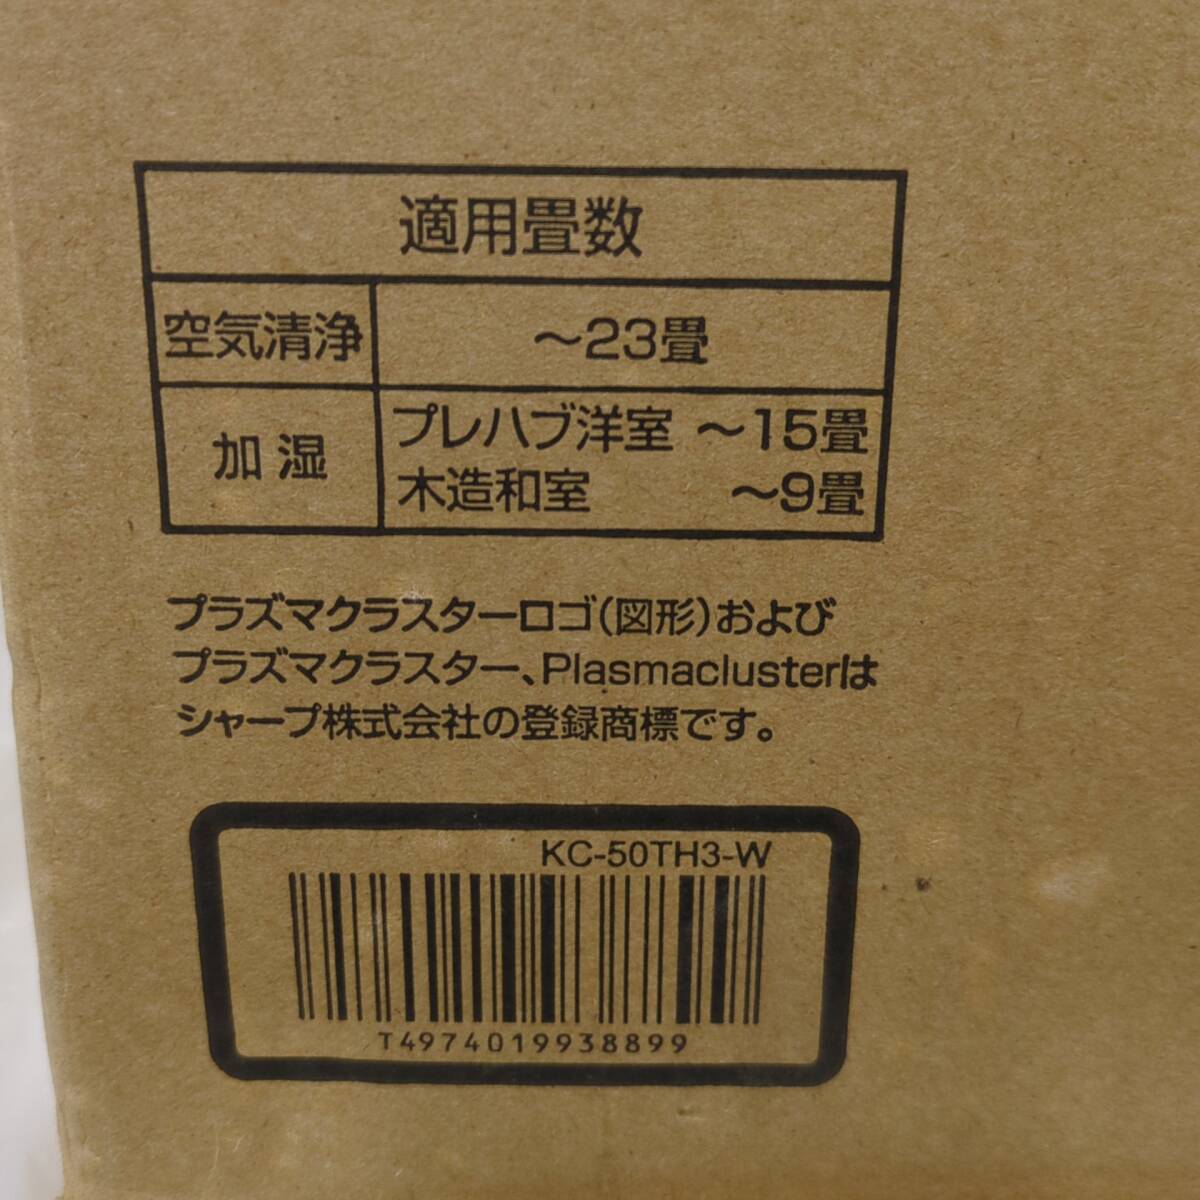 適用畳数
空気清浄 ～23畳
加湿 プレハブ洋室 ～15畳
木造和室 ～9畳
プラズマクラスターロゴ(図形)および
プラズマクラスター、Plasmaclusterは
シャープ株式会社の登録商標です。
KC-50TH3-W
T4974019938899